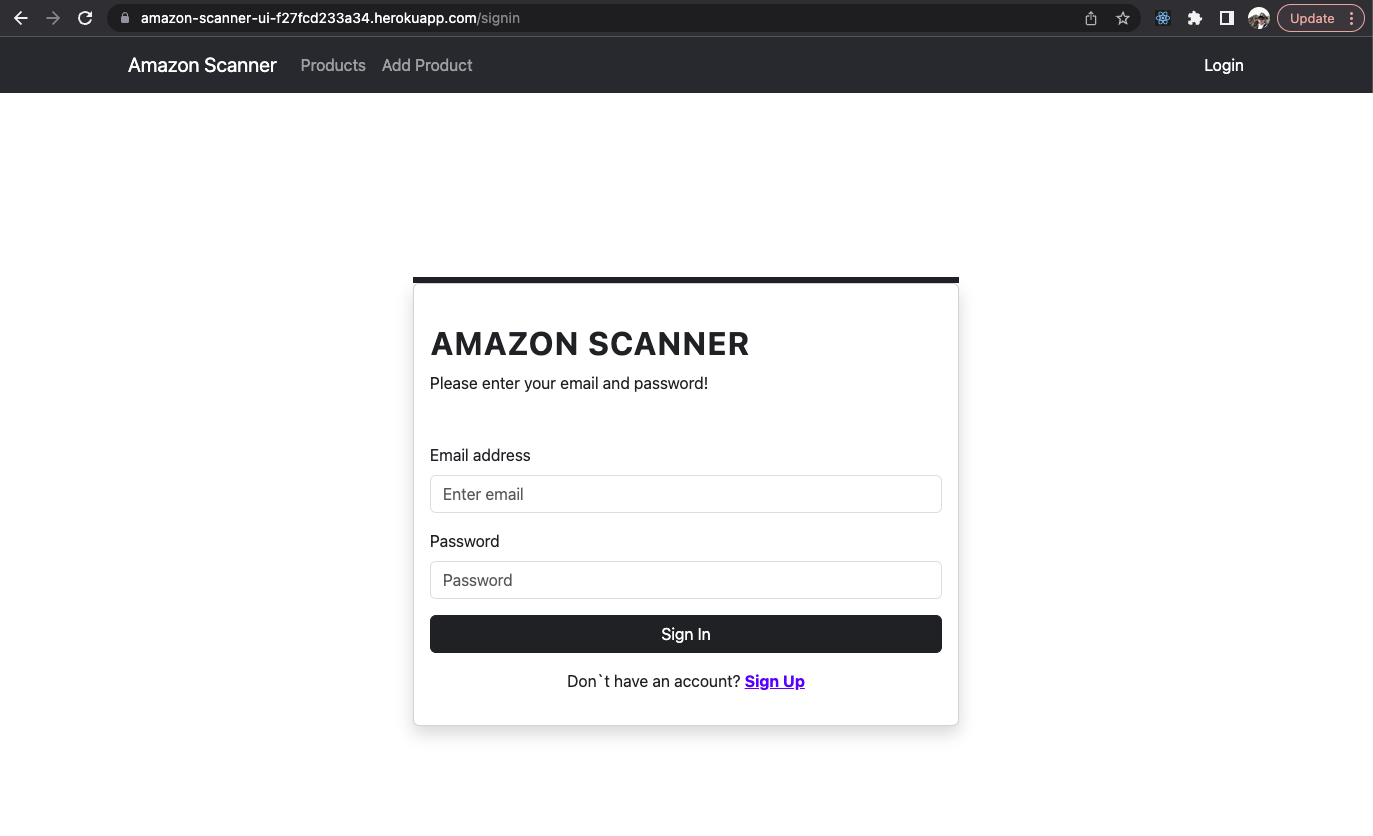 amazon-scanner-ui-f27fcd233a34.herokuapp.com/signin
Update
Amazon Scanner Products Add Product Login
AMAZON SCANNER
Please enter your email and password!
Email address
Enter email
Password
Password
Sign In
Don`t have an account? Sign Up